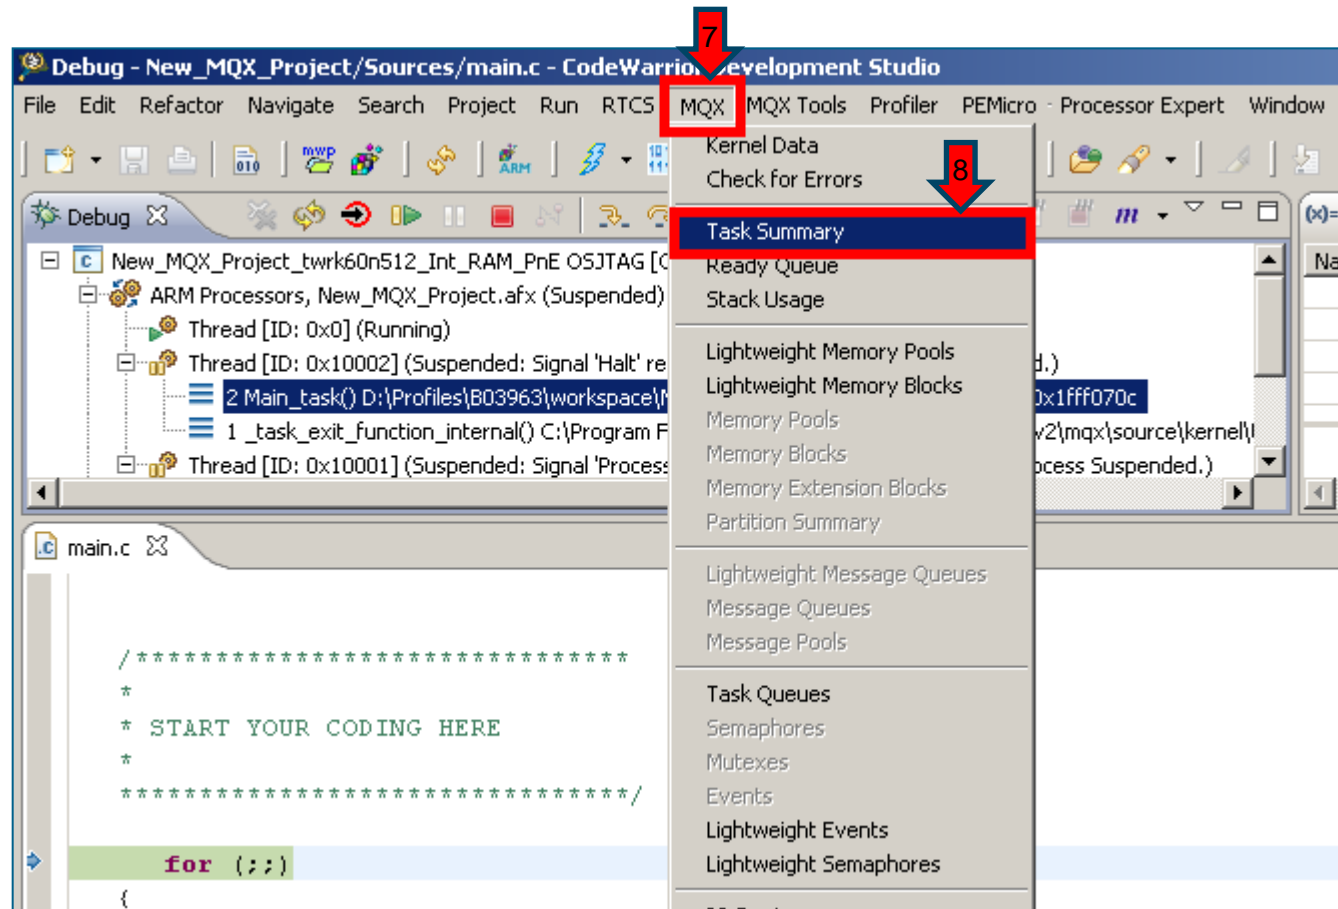 7
Debug - New_MQX_Project/Sources/main.c - CodeWarrior Development Studio
File Edit Refactor Navigate Search Project Run RTCS MQX MQX Tools Profiler PEMicro Processor Expert Window
Kernel Data
Check for Errors
8
Task Summary
Ready Queue
Stack Usage
Lightweight Memory Pools
Lightweight Memory Blocks
Memory Pools
Memory Blocks
Memory Extension Blocks
Partition Summary
Lightweight Message Queues
Message Queues
Message Pools
Task Queues
Semaphores
Mutexes
Events
Lightweight Events
Lightweight Semaphores
010
mwp
ARM
Debug
m
(x)=
Na
New_MQX_Project_twrk60n512_Int_RAM_PnE OSJTAG [C
ARM Processors, New_MQX_Project.afx (Suspended)
Thread [ID: 0x0] (Running)
Thread [ID: 0x10002] (Suspended: Signal 'Halt' re d.)
2 Main_task() D:\Profiles\B03963\workspace\ 0x1fff070c
1 _task_exit_function_internal() C:\Program F v2\mqx\source\kernel\
Thread [ID: 0x10001] (Suspended: Signal 'Process ocess Suspended.)
.c main.c
/*******************************
*
* START YOUR CODING HERE
*
********************************/
for (;;)
{